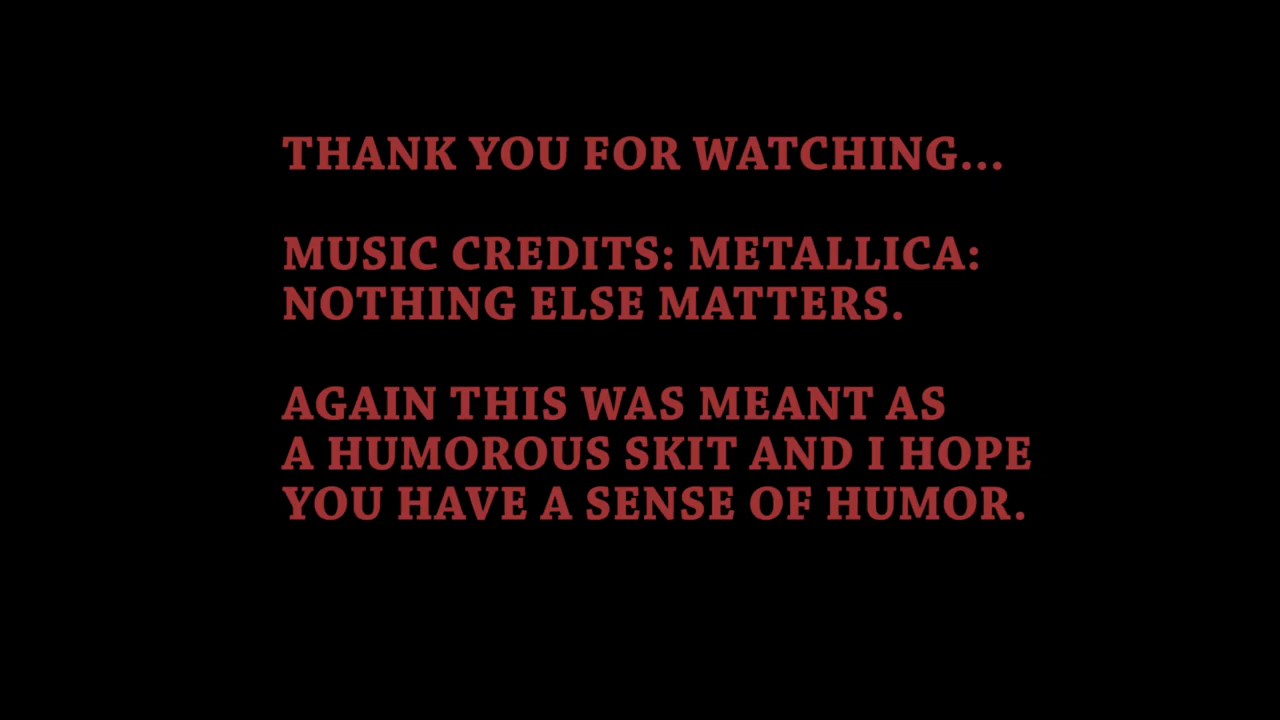 THANK YOU FOR WATCHING...
MUSIC CREDITS: METALLICA:
NOTHING ELSE MATTERS.
AGAIN THIS WAS MEANT AS
A HUMOROUS SKIT AND I HOPE
YOU HAVE A SENSE OF HUMOR.